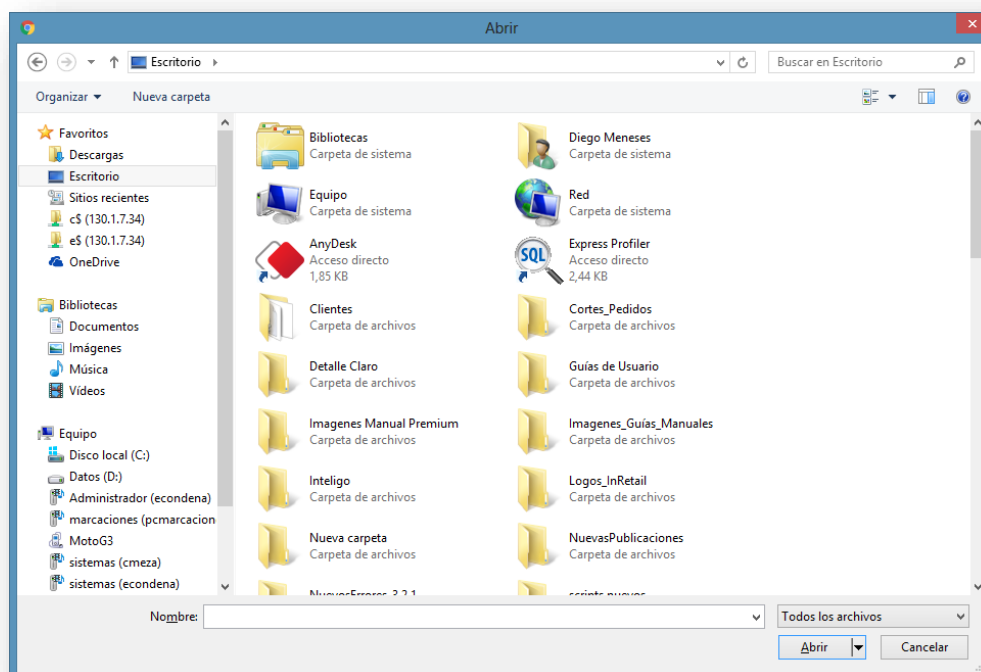 Abrir
Escritorio
Buscar en Escritorio
Organizar
Nueva carpeta
Favoritos
Descargas
Escritorio
Sitios recientes
c$ (130.1.7.34)
e$ (130.1.7.34)
OneDrive
Bibliotecas
Documentos
Imágenes
Música
Vídeos
Equipo
Disco local (C:)
Datos (D:)
Administrador (econdena)
marcaciones (pcmarcacion
MotoG3
sistemas (cmeza)
sistemas (econdena)
Bibliotecas
Carpeta de sistema
Diego Meneses
Carpeta de sistema
Equipo
Carpeta de sistema
Red
Carpeta de sistema
AnyDesk
Acceso directo
1,85 KB
SQL
Express Profiler
Acceso directo
2,44 KB
Clientes
Carpeta de archivos
Cortes_Pedidos
Carpeta de archivos
Detalle Claro
Carpeta de archivos
Guías de Usuario
Carpeta de archivos
Imagenes Manual Premium
Carpeta de archivos
Imagenes_Guías_Manuales
Carpeta de archivos
Inteligo
Carpeta de archivos
Logos_InRetail
Carpeta de archivos
Nueva carpeta
Carpeta de archivos
NuevasPublicaciones
Carpeta de archivos
NuevosErrores_3.2.1
scripts nuevos
Nombre:
Todos los archivos
Abrir
Cancelar